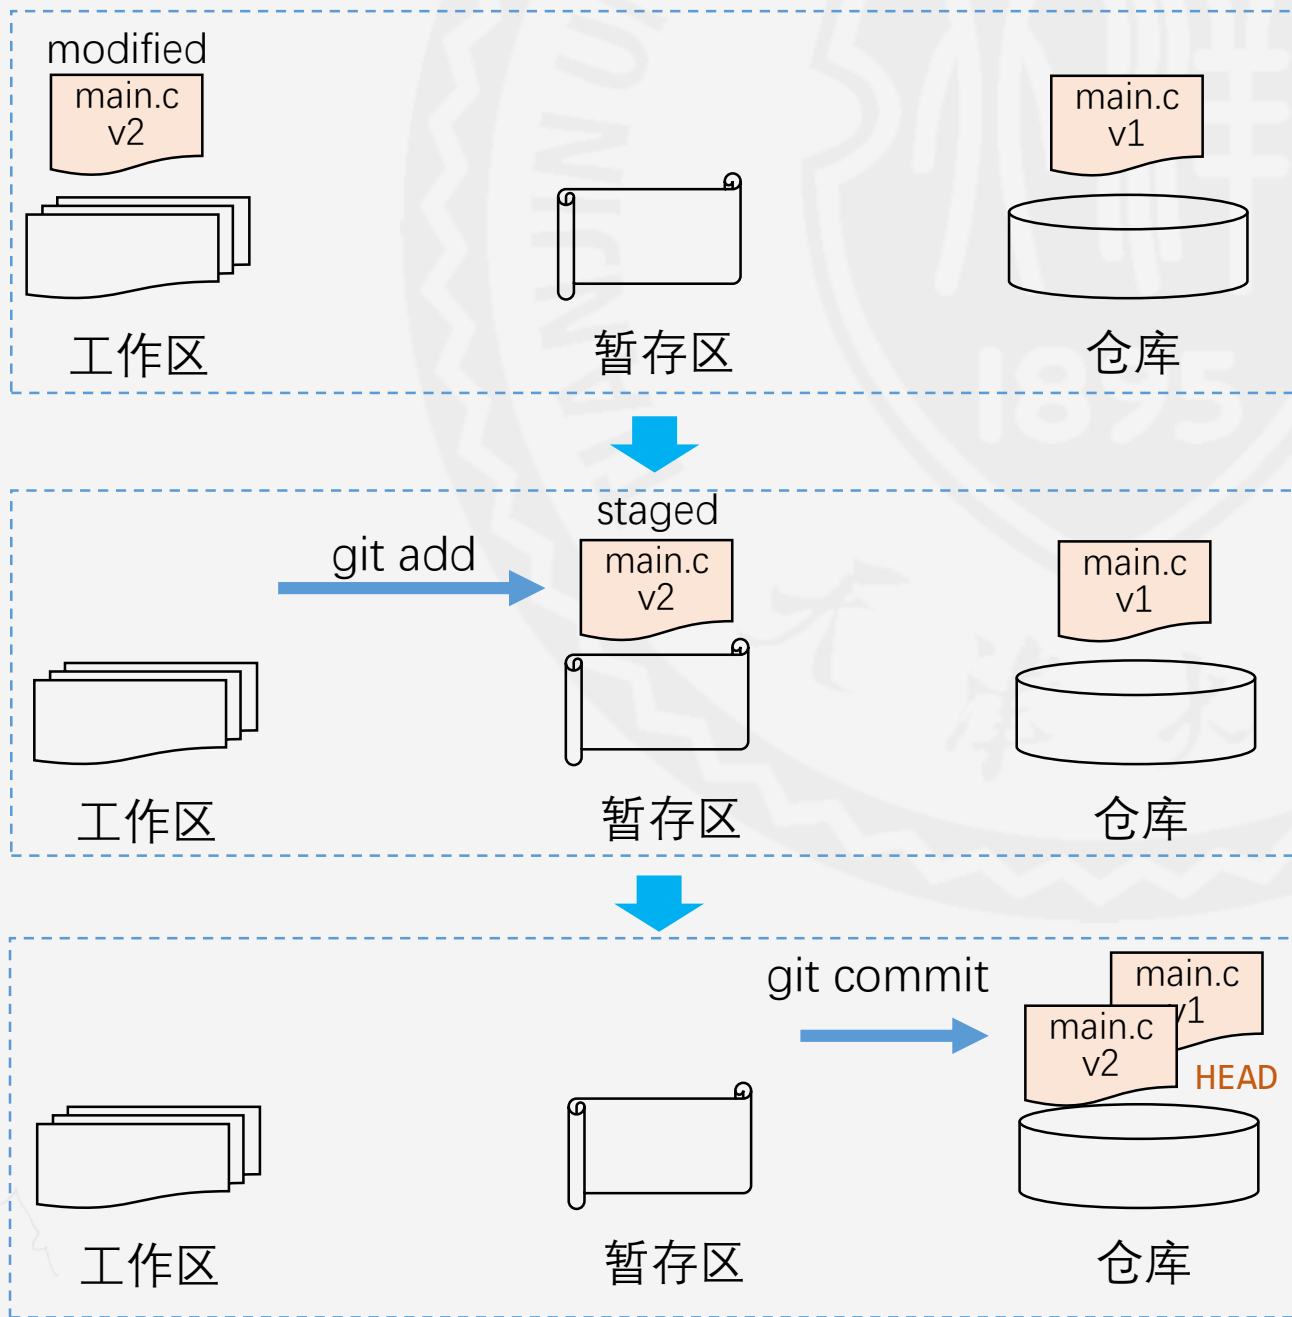 modified
main.c
v2
main.c
v1
工作区
暂存区
仓库
1895
git add
staged
main.c
v2
main.c
v1
工作区
暂存区
仓库
git commit
main.c
v1
main.c
v2
HEAD
工作区
暂存区
仓库